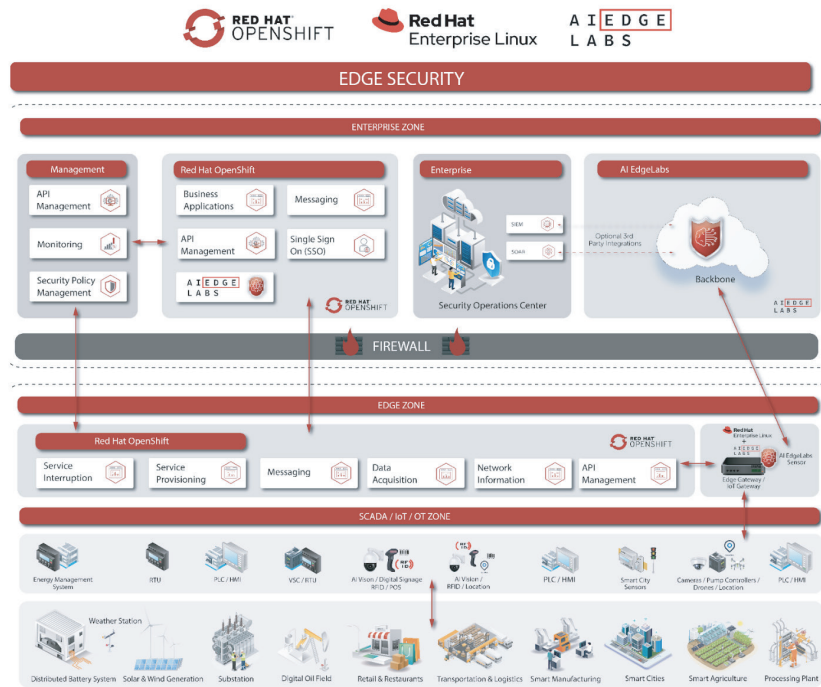 RED HAT
OPENSHIFT
Red Hat
Enterprise Linux
AI EDGE
LABS
EDGE SECURITY
ENTERPRISE ZONE
Management
API
Management
Monitoring
Security Policy
Management
Red Hat OpenShift
Business
Applications
Messaging
API
Management
Single Sign
On (SSO)
AI EDGE
LABS
RED HAT
OPENSHIFT
Enterprise
SIEM
SOAR
Security Operations Center
Optional 3rd
Party Integrations
AI EdgeLabs
Backbone
AI EDGE
LABS
FIREWALL
EDGE ZONE
Red Hat OpenShift
RED HAT
OPENSHIFT
Service
Interruption
Service
Provisioning
Messaging
Data
Acquisition
Network
Information
API
Management
Red Hat
Enterprise Linux
+
AI EDGE
LABS
AI EdgeLabs
Sensor
Edge Gateway /
IoT Gateway
SCADA / IoT / OT ZONE
Energy Management
System
RTU
PLC / HMI
VSC / RTU
AI Vision / Digital Signage
RFID / POS
AI Vision /
RFID / Location
PLC / HMI
Smart City
Sensors
Cameras / Pump Controllers /
Drones / Location
PLC / HMI
Weather Station
Distributed Battery System
Solar & Wind Generation
Substation
Digital Oil Field
Retail & Restaurants
Transportation & Logistics
Smart Manufacturing
Smart Cities
Smart Agriculture
Processing Plant